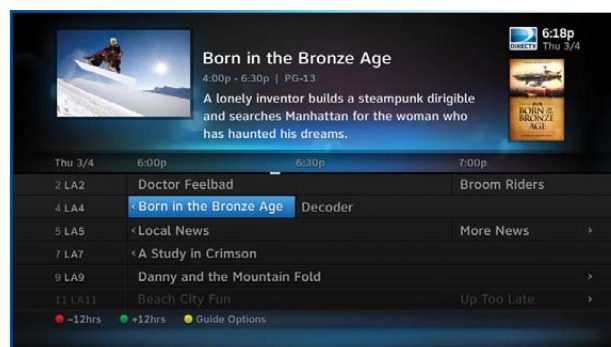 Born in the Bronze Age
4:00p - 6:30p | PG-13
A lonely inventor builds a steampunk dirigible
and searches Manhattan for the woman who
has haunted his dreams.
DIRECTV
6:18p
Thu 3/4
BORN IN THE
BRONZE
AGE
Thu 3/4 6:00p 6:30p 7:00p
2 LA2 Doctor Feelbad Broom Riders
4 LA4 <Born in the Bronze Age Decoder
5 LA5 <Local News More News >
7 LA7 <A Study in Crimson
9 LA9 Danny and the Mountain Fold >
11 LA11 Beach City Fun Up Too Late >
-12hrs +12hrs Guide Options